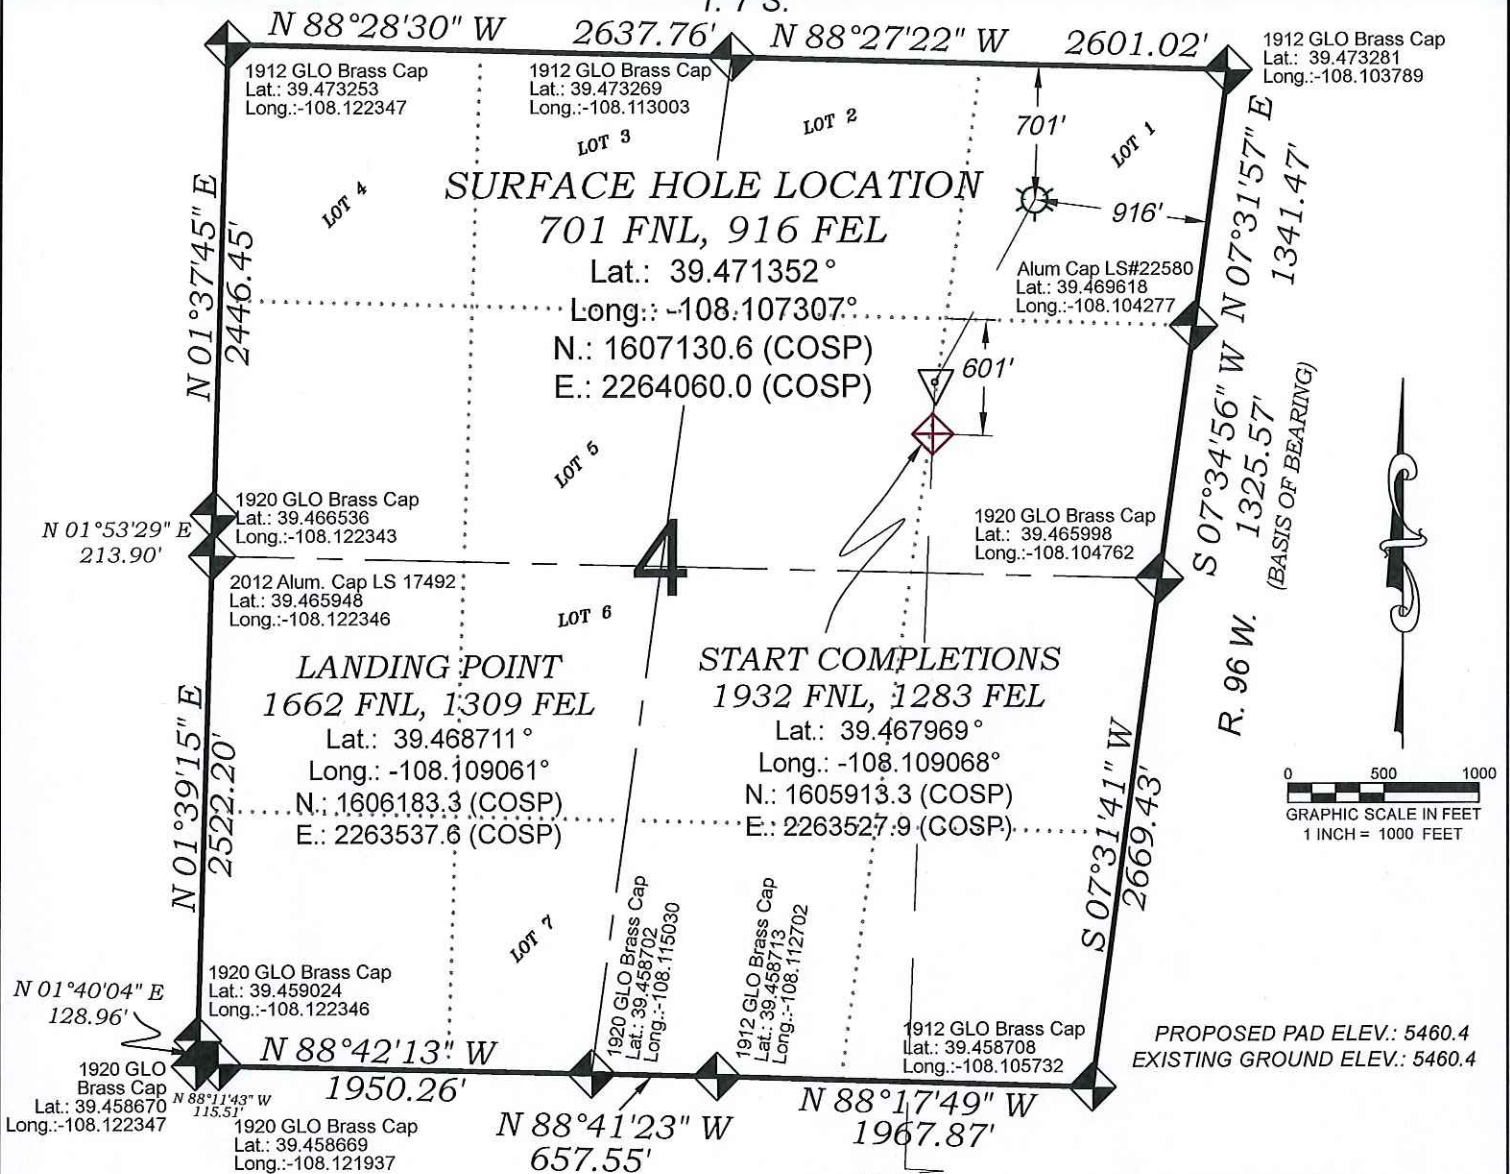 T. 7 S.
N 88°28'30" W
2637.76'
N 88°27'22" W
2601.02'
1912 GLO Brass Cap
Lat.: 39.473281
Long.:-108.103789
1912 GLO Brass Cap
Lat.: 39.473253
Long.:-108.122347
1912 GLO Brass Cap
Lat.: 39.473269
Long.:-108.113003
LOT 4
LOT 3
LOT 2
LOT 1
701'
916'
N 07°31'57" E
1341.47'
SURFACE HOLE LOCATION
701 FNL, 916 FEL
Lat.: 39.471352°
Long.: -108.107307°
N.: 1607130.6 (COSP)
E.: 2264060.0 (COSP)
N 01°37'45" E
2446.45'
Alum Cap LS#22580
Lat.: 39.469618
Long.:-108.104277
601'
S 07°34'56" W
1325.57'
(BASIS OF BEARING)
LOT 5
1920 GLO Brass Cap
Lat.: 39.466536
Long.:-108.122343
N 01°53'29" E
213.90'
1920 GLO Brass Cap
Lat.: 39.465998
Long.:-108.104762
4
2012 Alum. Cap LS 17492
Lat.: 39.465948
Long.:-108.122346
LOT 6
R. 96 W.
LANDING POINT
1662 FNL, 1309 FEL
Lat.: 39.468711°
Long.: -108.109061°
N.: 1606183.3 (COSP)
E.: 2263537.6 (COSP)
START COMPLETIONS
1932 FNL, 1283 FEL
Lat.: 39.467969°
Long.: -108.109068°
N.: 1605913.3 (COSP)
E.: 2263527.9 (COSP)
N 01°39'15" E
2522.20'
S 07°31'41" W
2669.43'
0 500 1000
GRAPHIC SCALE IN FEET
1 INCH = 1000 FEET
LOT 7
1920 GLO Brass Cap
Lat.: 39.458702
Long.:-108.115030
1912 GLO Brass Cap
Lat.: 39.458713
Long.:-108.112702
1920 GLO Brass Cap
Lat.: 39.459024
Long.:-108.122346
N 01°40'04" E
128.96'
1912 GLO Brass Cap
Lat.: 39.458708
Long.:-108.105732
PROPOSED PAD ELEV.: 5460.4
EXISTING GROUND ELEV.: 5460.4
N 88°42'13" W
1950.26'
1920 GLO
Brass Cap
Lat.: 39.458670
Long.:-108.122347
N 88°11'43" W
115.51'
1920 GLO Brass Cap
Lat.: 39.458669
Long.:-108.121937
N 88°41'23" W
657.55'
N 88°17'49" W
1967.87'